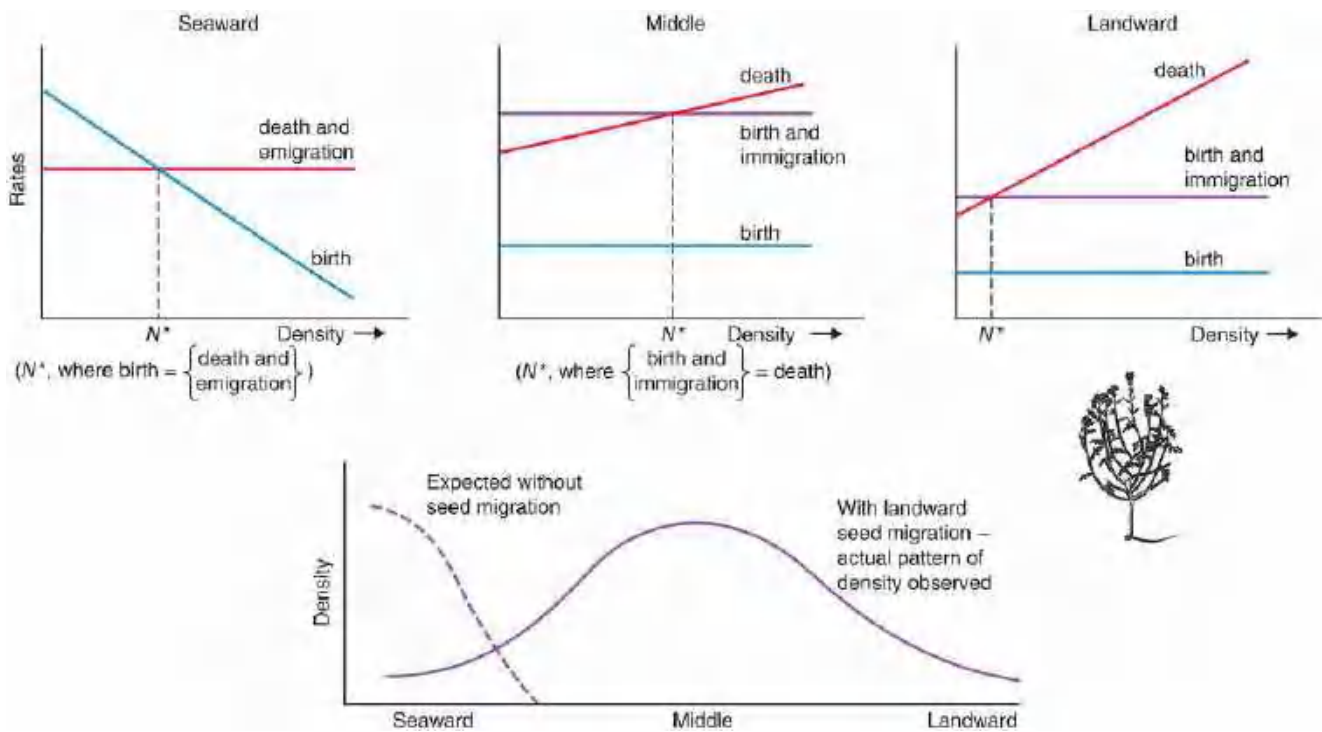 Seaward
Middle
Landward
Rates
death and
emigration
birth
N*
Density
(N*, where birth = {death and
emigration})
death
birth and
immigration
birth
N*
Density
(N*, where {birth and
immigration} = death)
death
birth and
immigration
birth
N*
Density
Density
Expected without
seed migration
With landward
seed migration –
actual pattern of
density observed
Seaward
Middle
Landward